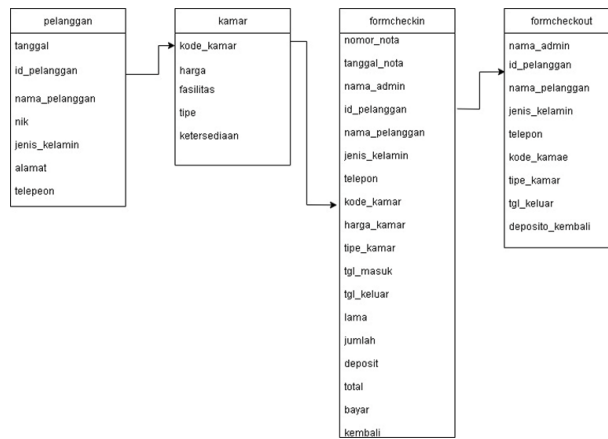 pelanggan
tanggal
id_pelanggan
nama_pelanggan
nik
jenis_kelamin
alamat
telepeon
kamar
kode_kamar
harga
fasilitas
tipe
ketersediaan
formcheckin
nomor_nota
tanggal_nota
nama_admin
id_pelanggan
nama_pelanggan
jenis_kelamin
telepon
kode_kamar
harga_kamar
tipe_kamar
tgl_masuk
tgl_keluar
lama
jumlah
deposit
total
bayar
kembali
formcheckout
nama_admin
id_pelanggan
nama_pelanggan
jenis_kelamin
telepon
kode_kamae
tipe_kamar
tgl_keluar
deposito_kembali